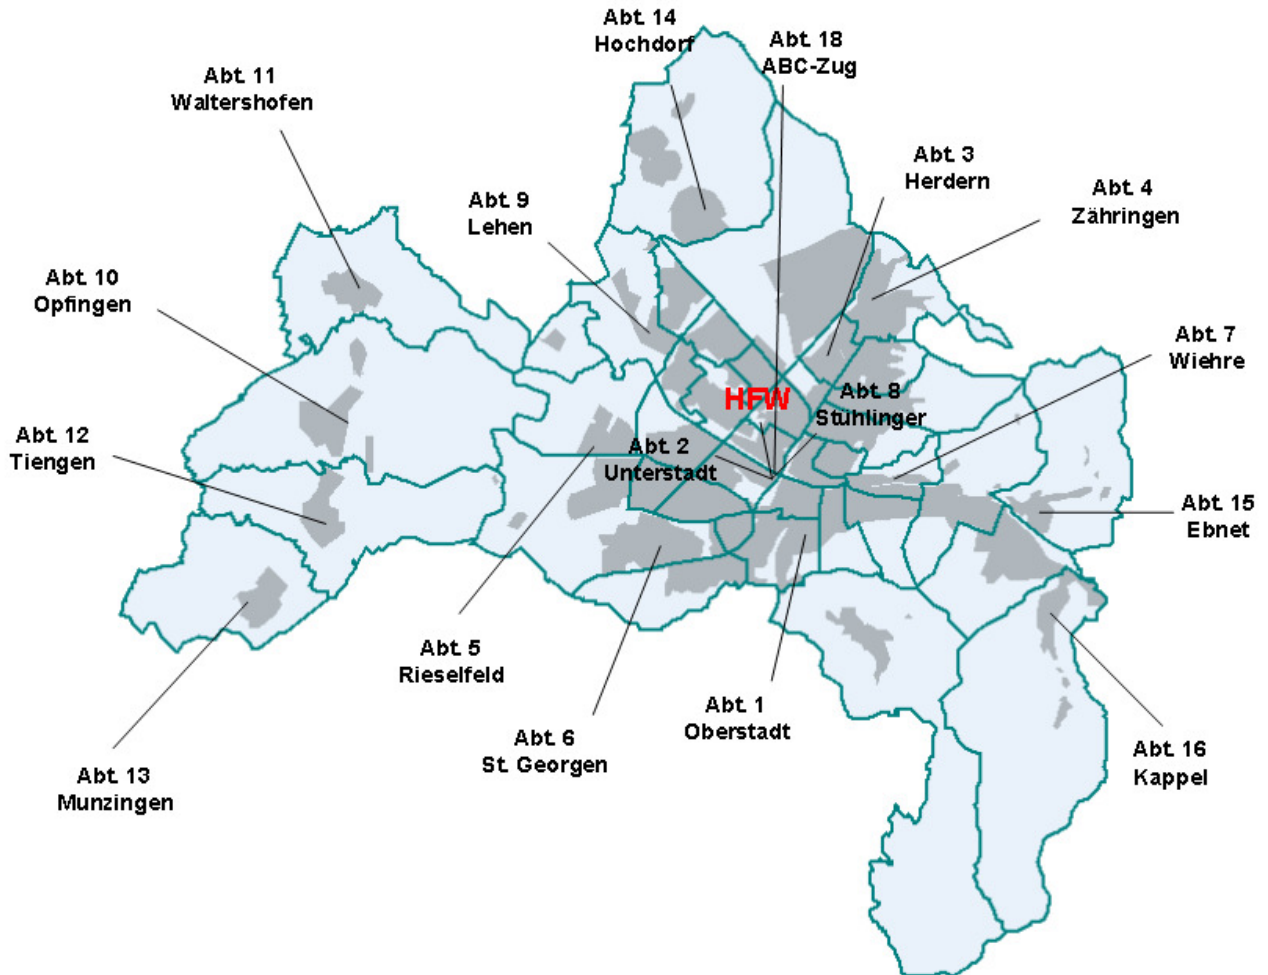 Abt. 14
Hochdorf
Abt. 18
ABC-Zug
Abt. 11
Waltershofen
Abt. 3
Herdern
Abt. 4
Zähringen
Abt. 9
Lehen
Abt. 10
Opfingen
Abt. 7
Wiehre
HFW
Abt. 8
Stühlinger
Abt. 12
Tiengen
Abt. 2
Unterstadt
Abt. 15
Ebnet
Abt. 5
Rieselfeld
Abt. 1
Oberstadt
Abt. 6
St. Georgen
Abt. 16
Kappel
Abt. 13
Munzingen